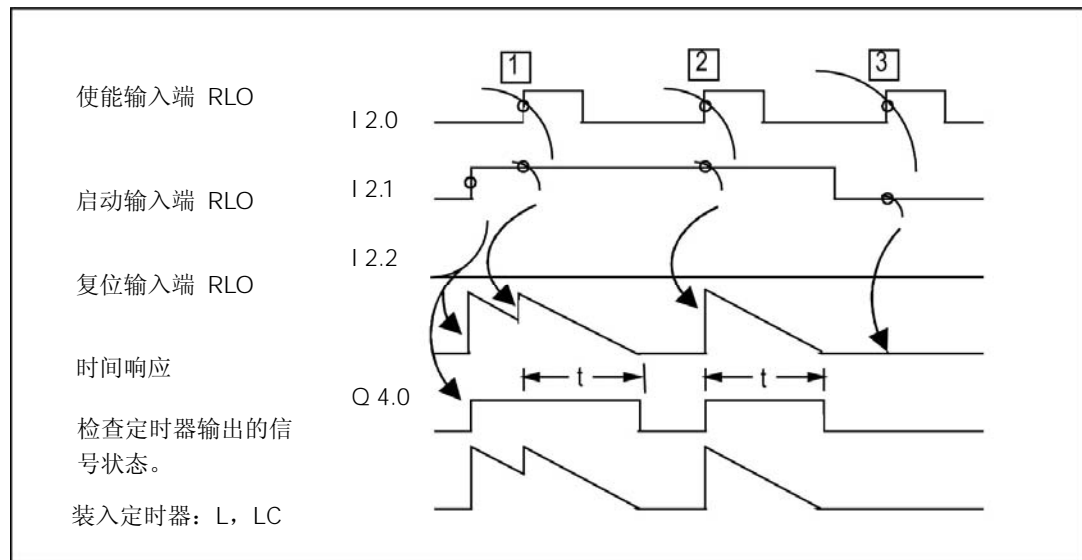 1 2 3
使能输入端 RLO
I 2.0
启动输入端 RLO
I 2.1
I 2.2
复位输入端 RLO
时间响应
t t
Q 4.0
检查定时器输出的信
号状态。
装入定时器：L，LC